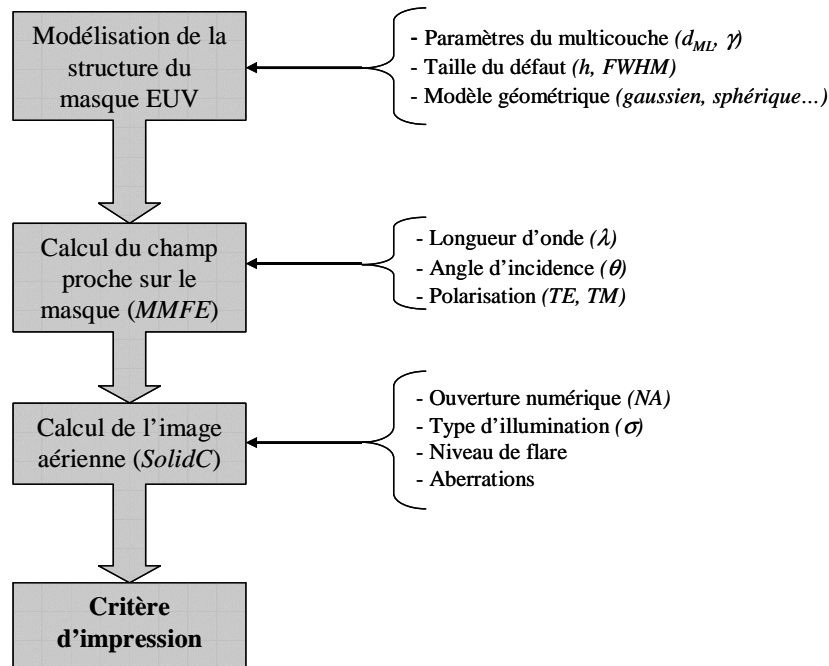 Modélisation de la
structure du
masque EUV
- Paramètres du multicouche (d_ML, γ)
- Taille du défaut (h, FWHM)
- Modèle géométrique (gaussien, sphérique…)
Calcul du champ
proche sur le
masque (MMFE)
- Longueur d’onde (λ)
- Angle d’incidence (θ)
- Polarisation (TE, TM)
Calcul de l’image
aérienne (SolidC)
- Ouverture numérique (NA)
- Type d’illumination (σ)
- Niveau de flare
- Aberrations
Critère
d’impression